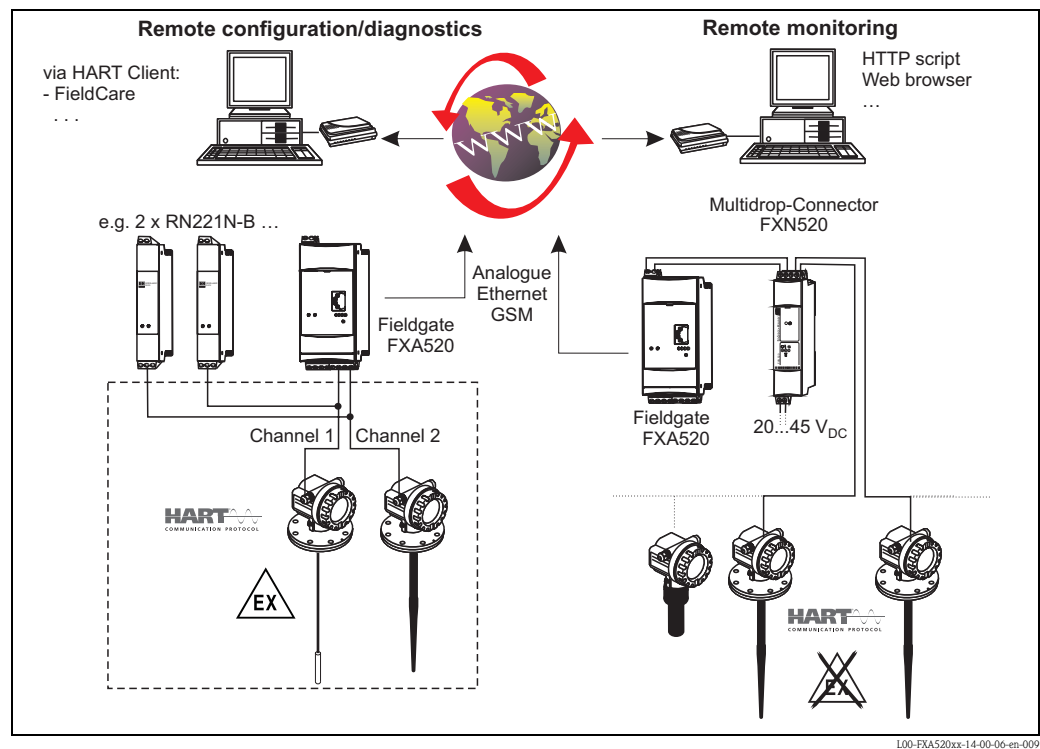 Remote configuration/diagnostics
Remote monitoring
via HART Client:
- FieldCare
. . .
HTTP script
Web browser
...
WWW
e.g. 2 x RN221N-B ...
Multidrop-Connector
FXN520
Analogue
Ethernet
GSM
Fieldgate
FXA520
Fieldgate
FXA520
20...45 VDC
Channel 1
Channel 2
HART
COMMUNICATION PROTOCOL
EX
HART
COMMUNICATION PROTOCOL
EX
L00-FXA520xx-14-00-06-en-009